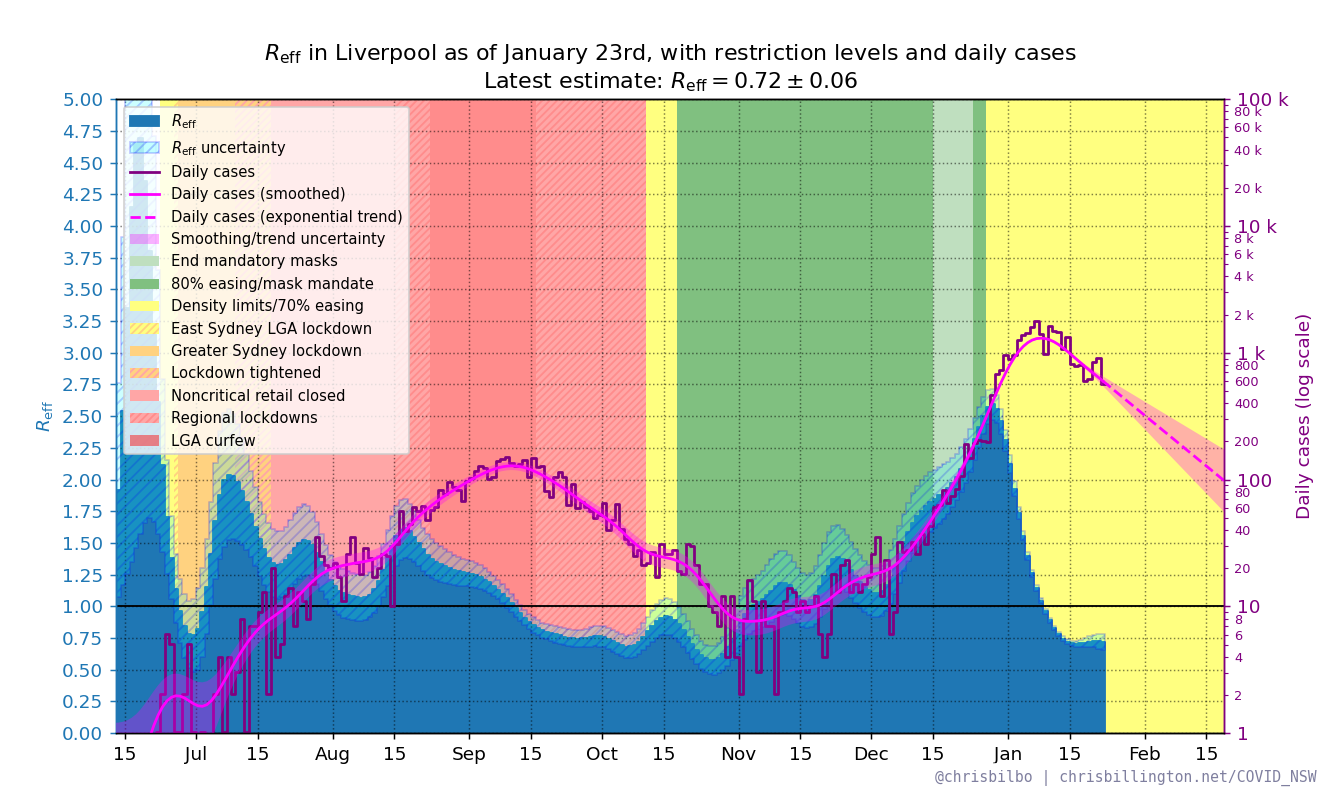 R_eff in Liverpool as of January 23rd, with restriction levels and daily cases
Latest estimate: R_eff = 0.72 ± 0.06
5.00
4.75
4.50
4.25
4.00
3.75
3.50
3.25
3.00
2.75
2.50
2.25
2.00
1.75
1.50
1.25
1.00
0.75
0.50
0.25
0.00
R_eff
R_eff
R_eff uncertainty
Daily cases
Daily cases (smoothed)
Daily cases (exponential trend)
Smoothing/trend uncertainty
End mandatory masks
80% easing/mask mandate
Density limits/70% easing
East Sydney LGA lockdown
Greater Sydney lockdown
Lockdown tightened
Noncritical retail closed
Regional lockdowns
LGA curfew
100 k
80 k
60 k
40 k
20 k
10 k
8 k
6 k
4 k
2 k
1 k
800
600
400
200
100
80
60
40
20
10
8
6
4
2
1
Daily cases (log scale)
15 Jul 15 Aug 15 Sep 15 Oct 15 Nov 15 Dec 15 Jan 15 Feb 15
@chrisbilbo | chrisbillington.net/COVID_NSW